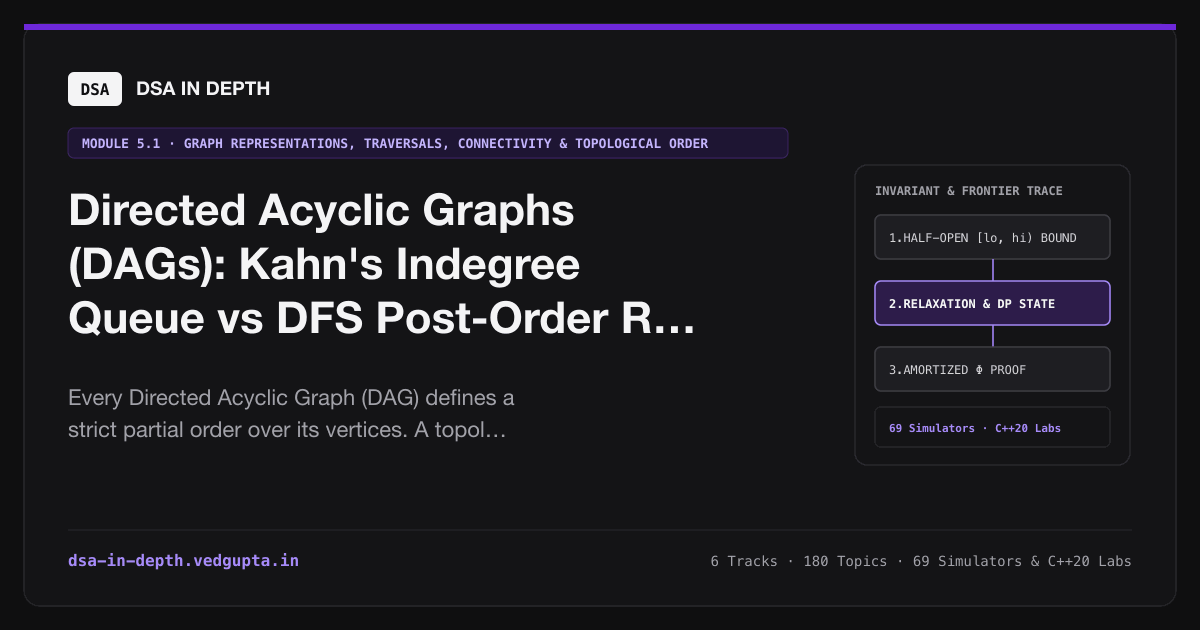 DSA
DSA IN DEPTH
MODULE 5.1 · GRAPH REPRESENTATIONS, TRAVERSALS, CONNECTIVITY & TOPOLOGICAL ORDER
Directed Acyclic Graphs
(DAGs): Kahn's Indegree
Queue vs DFS Post-Order R…
Every Directed Acyclic Graph (DAG) defines a
strict partial order over its vertices. A topol…
INVARIANT & FRONTIER TRACE
1.HALF-OPEN [lo, hi) BOUND
2.RELAXATION & DP STATE
3.AMORTIZED Φ PROOF
69 Simulators · C++20 Labs
dsa-in-depth.vedgupta.in
6 Tracks · 180 Topics · 69 Simulators & C++20 Labs